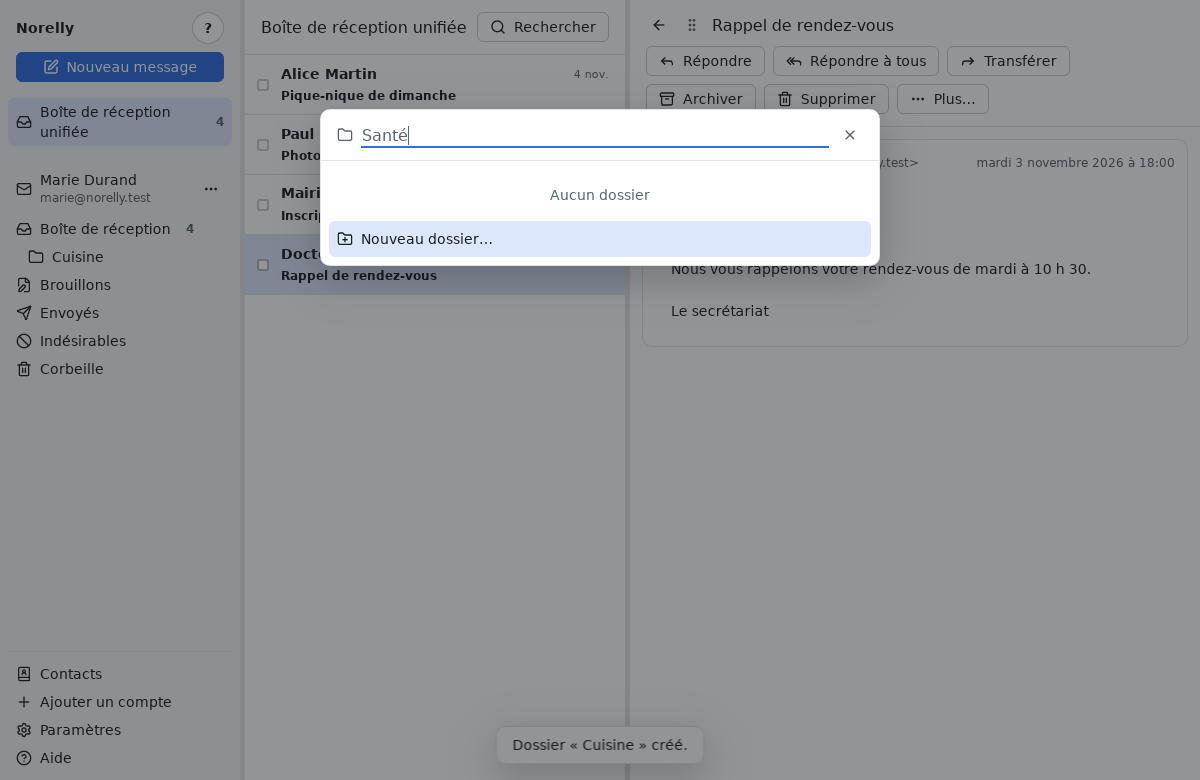 Norelly
?
Nouveau message
Boîte de réception unifiée
4
Marie Durand
marie@norelly.test
Boîte de réception 4
Cuisine
Brouillons
Envoyés
Indésirables
Corbeille
Contacts
Ajouter un compte
Paramètres
Aide
Boîte de réception unifiée
Rechercher
Alice Martin 4 nov.
Pique-nique de dimanche
Paul
Rappel de rendez-vous
Rappel de rendez-vous
Répondre
Répondre à tous
Transférer
Archiver
Supprimer
Plus…
mardi 3 novembre 2026 à 18:00
Nous vous rappelons votre rendez-vous de mardi à 10 h 30.
Le secrétariat
Santé
Aucun dossier
Nouveau dossier…
Dossier « Cuisine » créé.